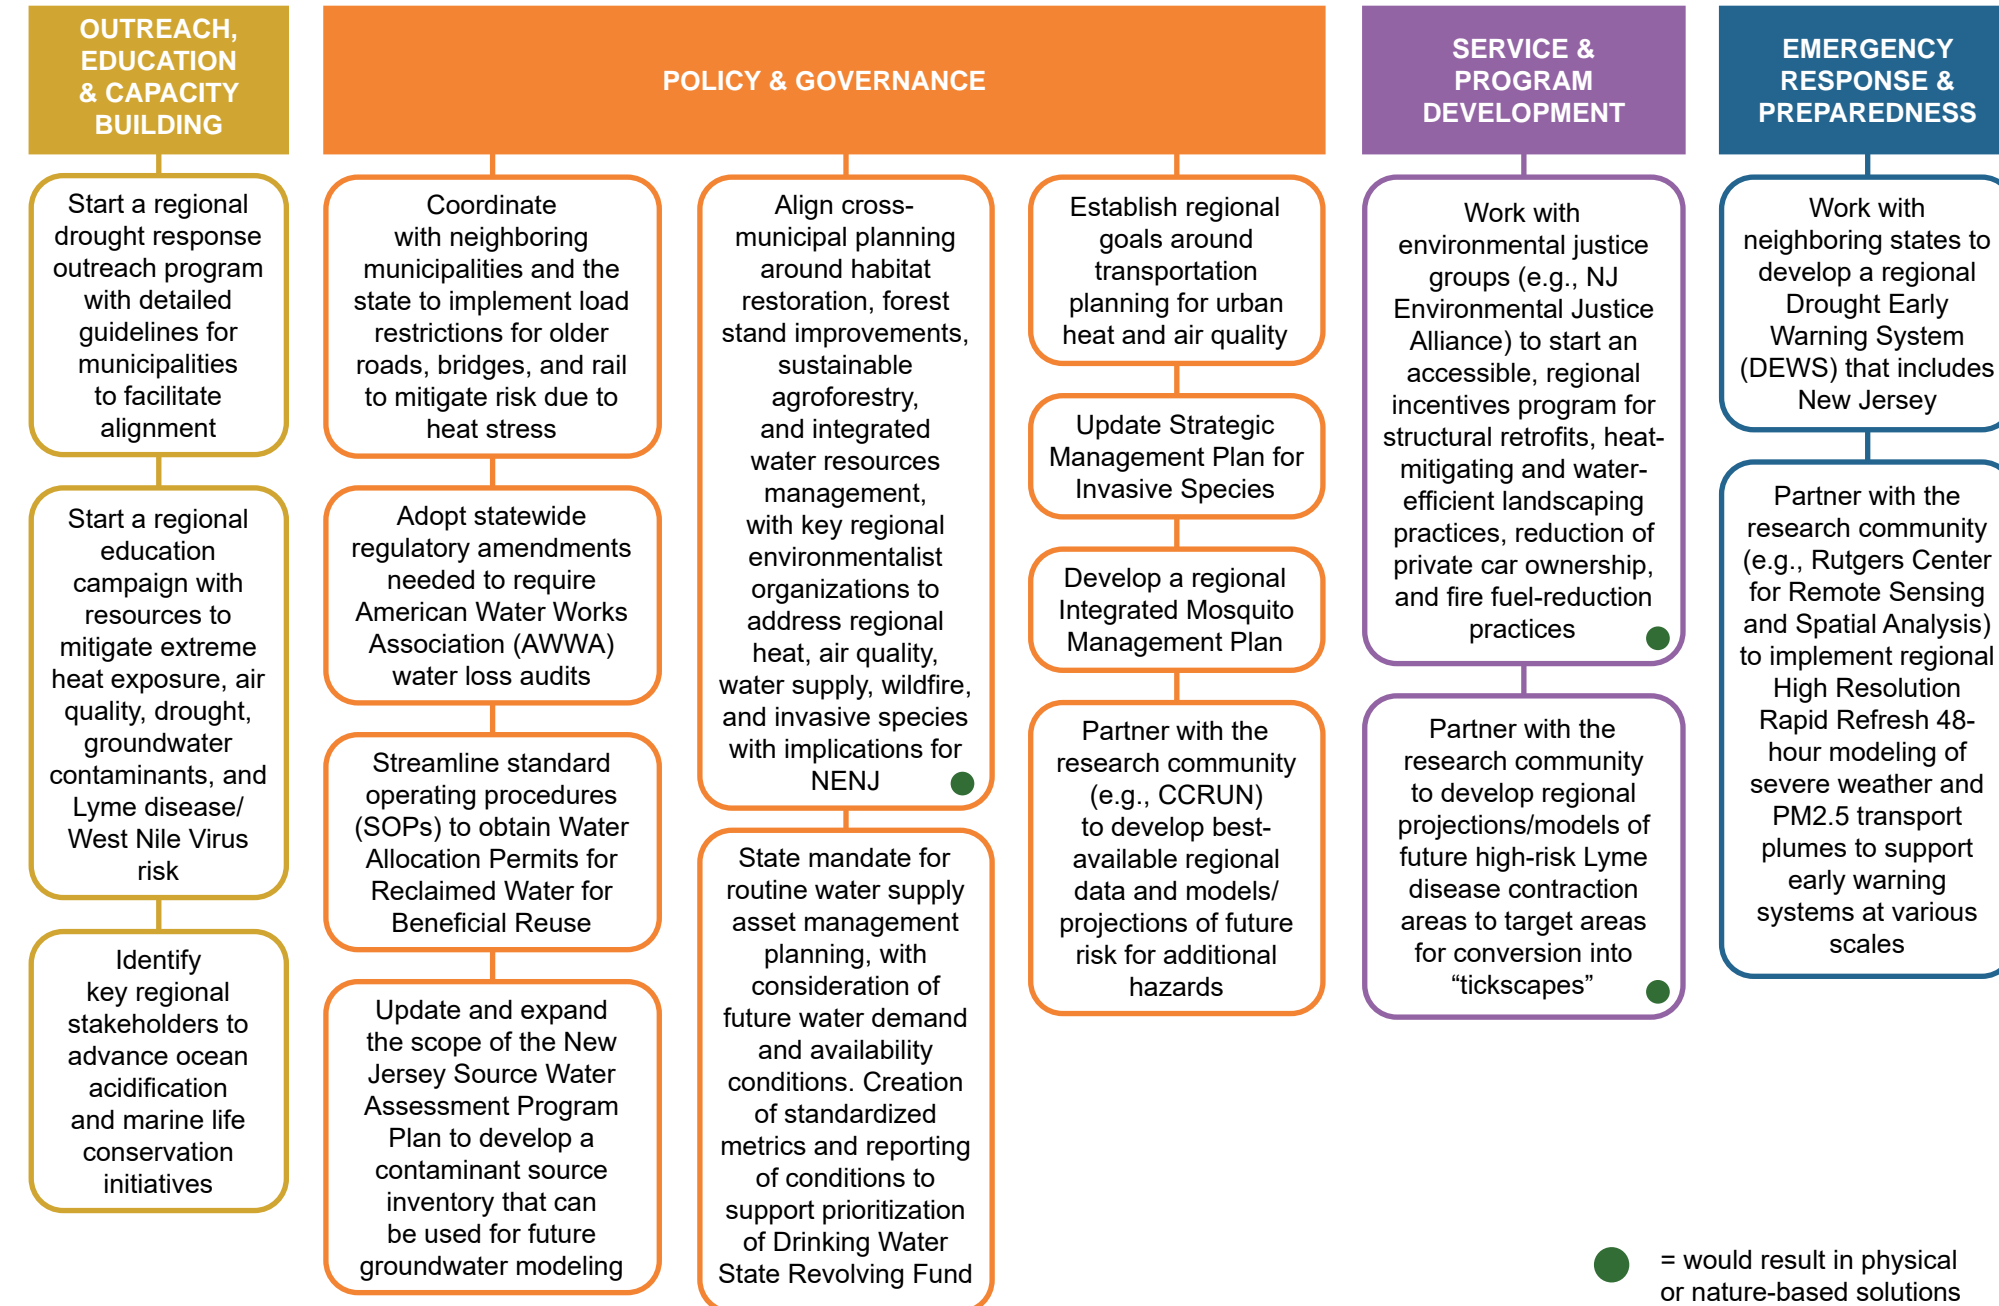 OUTREACH,
EDUCATION
& CAPACITY
BUILDING
Start a regional
drought response
outreach program
with detailed
guidelines for
municipalities
to facilitate
alignment
Start a regional
education
campaign with
resources to
mitigate extreme
heat exposure, air
quality, drought,
groundwater
contaminants, and
Lyme disease/
West Nile Virus
risk
Identify
key regional
stakeholders to
advance ocean
acidification
and marine life
conservation
initiatives
POLICY & GOVERNANCE
Coordinate
with neighboring
municipalities and the
state to implement load
restrictions for older
roads, bridges, and rail
to mitigate risk due to
heat stress
Adopt statewide
regulatory amendments
needed to require
American Water Works
Association (AWWA)
water loss audits
Streamline standard
operating procedures
(SOPs) to obtain Water
Allocation Permits for
Reclaimed Water for
Beneficial Reuse
Update and expand
the scope of the New
Jersey Source Water
Assessment Program
Plan to develop a
contaminant source
inventory that can
be used for future
groundwater modeling
Align cross-
municipal planning
around habitat
restoration, forest
stand improvements,
sustainable
agroforestry,
and integrated
water resources
management,
with key regional
environmentalist
organizations to
address regional
heat, air quality,
water supply, wildfire,
and invasive species
with implications for
NENJ
State mandate for
routine water supply
asset management
planning, with
consideration of
future water demand
and availability
conditions. Creation
of standardized
metrics and reporting
of conditions to
support prioritization
of Drinking Water
State Revolving Fund
Establish regional
goals around
transportation
planning for urban
heat and air quality
Update Strategic
Management Plan for
Invasive Species
Develop a regional
Integrated Mosquito
Management Plan
Partner with the
research community
(e.g., CCRUN)
to develop best-
available regional
data and models/
projections of future
risk for additional
hazards
SERVICE &
PROGRAM
DEVELOPMENT
Work with
environmental justice
groups (e.g., NJ
Environmental Justice
Alliance) to start an
accessible, regional
incentives program for
structural retrofits, heat-
mitigating and water-
efficient landscaping
practices, reduction of
private car ownership,
and fire fuel-reduction
practices
Partner with the
research community
to develop regional
projections/models of
future high-risk Lyme
disease contraction
areas to target areas
for conversion into
“tickscapes”
EMERGENCY
RESPONSE &
PREPAREDNESS
Work with
neighboring states to
develop a regional
Drought Early
Warning System
(DEWS) that includes
New Jersey
Partner with the
research community
(e.g., Rutgers Center
for Remote Sensing
and Spatial Analysis)
to implement regional
High Resolution
Rapid Refresh 48-
hour modeling of
severe weather and
PM2.5 transport
plumes to support
early warning
systems at various
scales
= would result in physical
or nature-based solutions